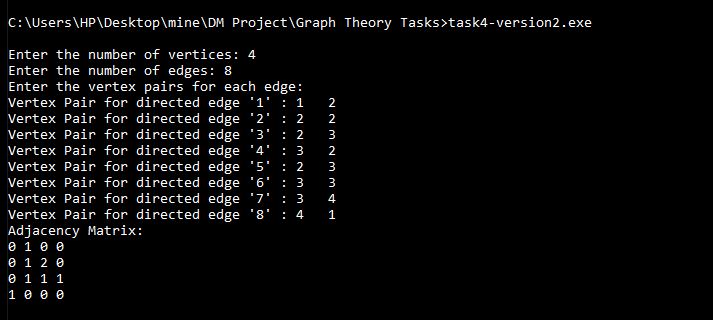 C:\Users\HP\Desktop\mine\DM Project\Graph Theory Tasks>task4-version2.exe
Enter the number of vertices: 4
Enter the number of edges: 8
Enter the vertex pairs for each edge:
Vertex Pair for directed edge '1' : 1   2
Vertex Pair for directed edge '2' : 2   2
Vertex Pair for directed edge '3' : 2   3
Vertex Pair for directed edge '4' : 3   2
Vertex Pair for directed edge '5' : 2   3
Vertex Pair for directed edge '6' : 3   3
Vertex Pair for directed edge '7' : 3   4
Vertex Pair for directed edge '8' : 4   1
Adjacency Matrix:
0 1 0 0
0 1 2 0
0 1 1 1
1 0 0 0